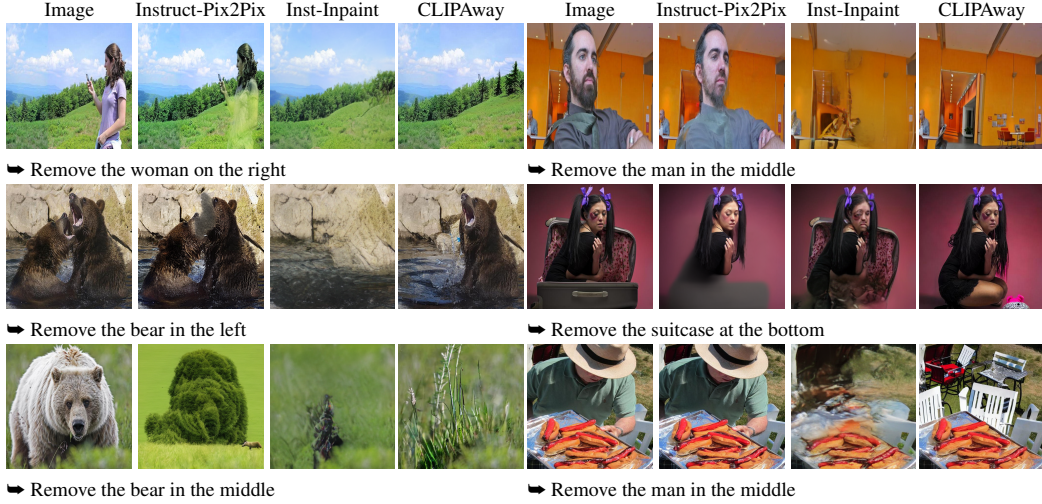 Image Instruct-Pix2Pix Inst-Inpaint CLIPAway Image Instruct-Pix2Pix Inst-Inpaint CLIPAway
➥ Remove the woman on the right ➥ Remove the man in the middle
➥ Remove the bear in the left ➥ Remove the suitcase at the bottom
➥ Remove the bear in the middle ➥ Remove the man in the middle